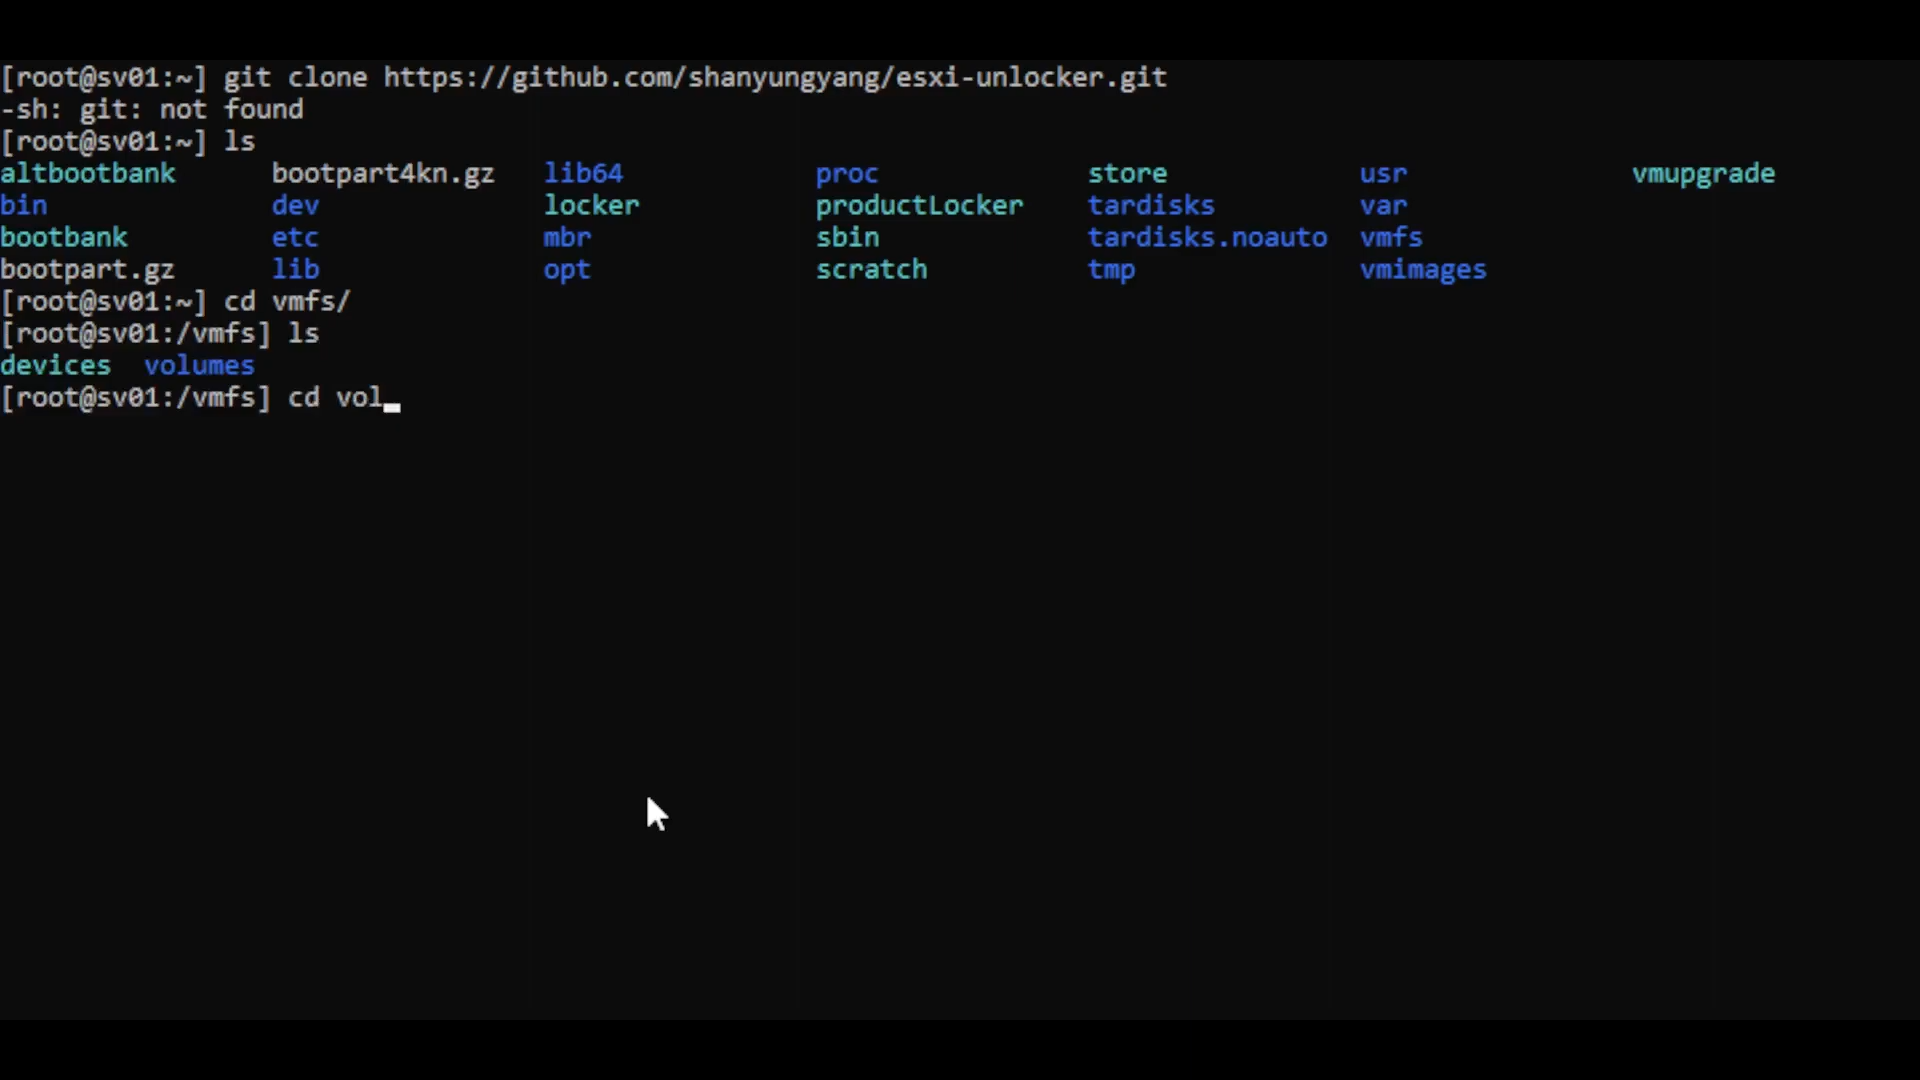 [root@sv01:~] git clone https://github.com/shanyungyang/esxi-unlocker.git
-sh: git: not found
[root@sv01:~] ls
altbootbank bootpart4kn.gz lib64 proc store usr vmupgrade
bin dev locker productLocker tardisks var
bootbank etc mbr sbin tardisks.noauto vmfs
bootpart.gz lib opt scratch tmp vmimages
[root@sv01:~] cd vmfs/
[root@sv01:/vmfs] ls
devices volumes
[root@sv01:/vmfs] cd vol